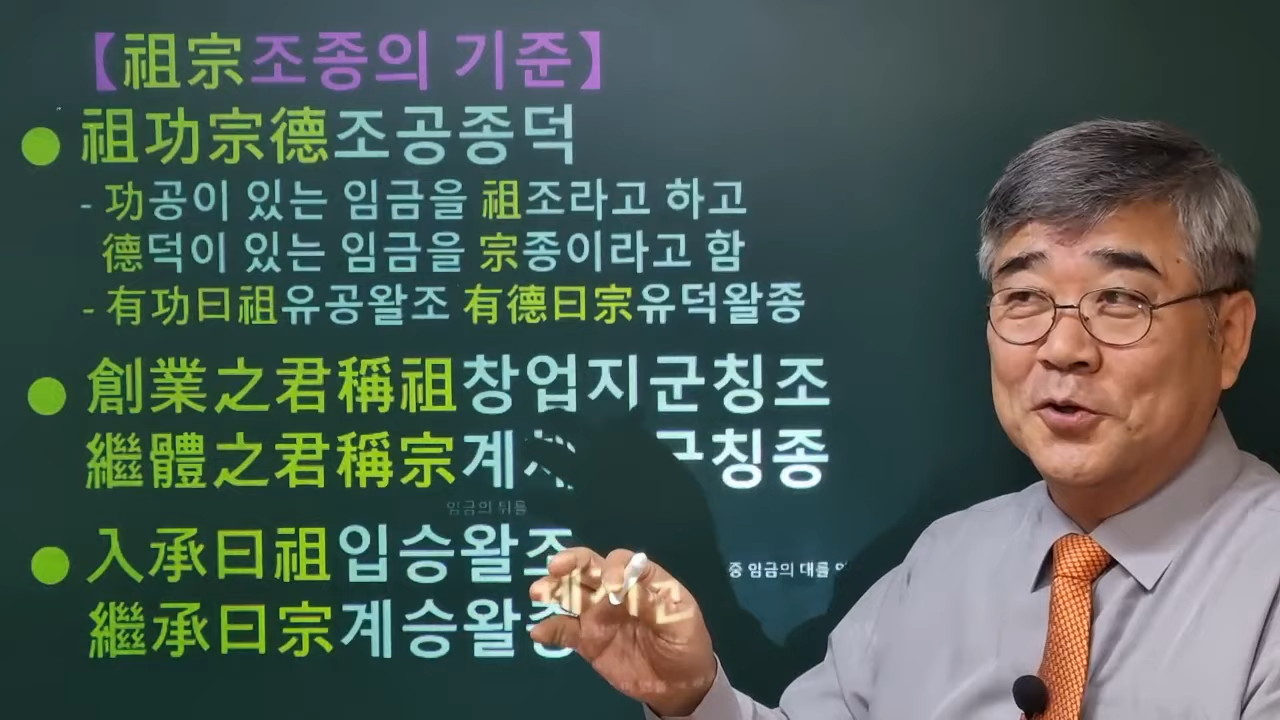 【祖宗조종의 기준】
● 祖功宗德조공종덕
- 功공이 있는 임금을 祖조라고 하고
德덕이 있는 임금을 宗종이라고 함
- 有功曰祖유공왈조 有德曰宗유덕왈종
● 創業之君稱祖창업지군칭조
繼體之君稱宗계 칭종
임금의 뒤를
중 임금의 대를
● 入承曰祖입승왈조
繼承曰宗계승왈종